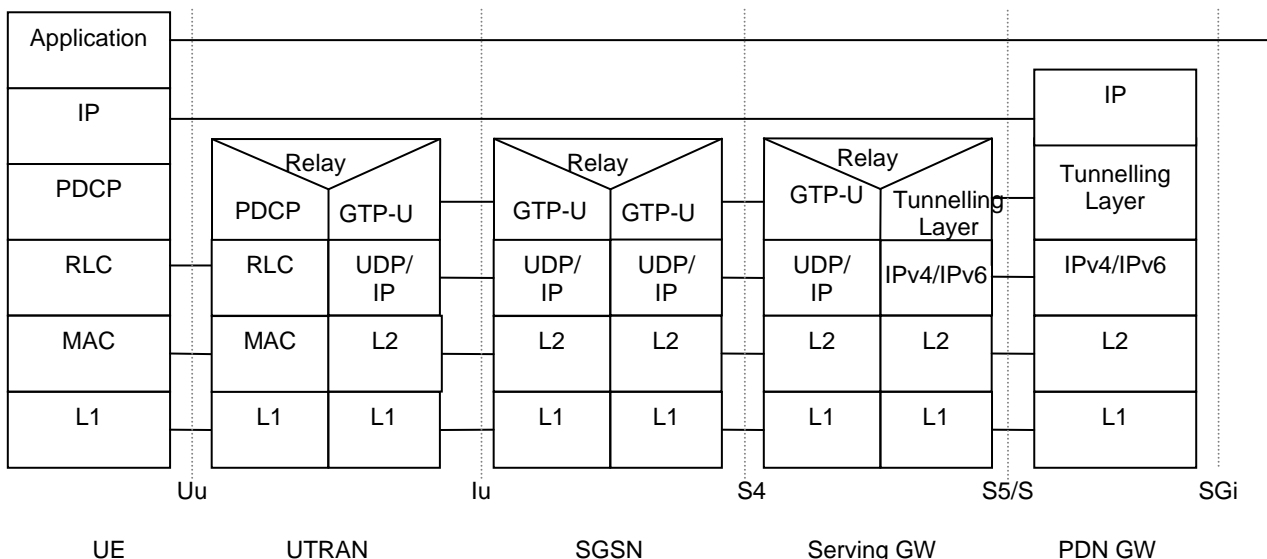 Application
IP
IP
Relay
Relay
Relay
PDCP
Tunnelling
Layer
PDCP
GTP-U
GTP-U
GTP-U
GTP-U
Tunnelling
Layer
RLC
RLC
UDP/
IP
UDP/
IP
UDP/
IP
UDP/
IP
IPv4/IPv6
IPv4/IPv6
MAC
MAC
L2
L2
L2
L2
L2
L2
L1
L1
L1
L1
L1
L1
L1
L1
Uu
Iu
S4
S5/S
SGi
UE
UTRAN
SGSN
Serving GW
PDN GW